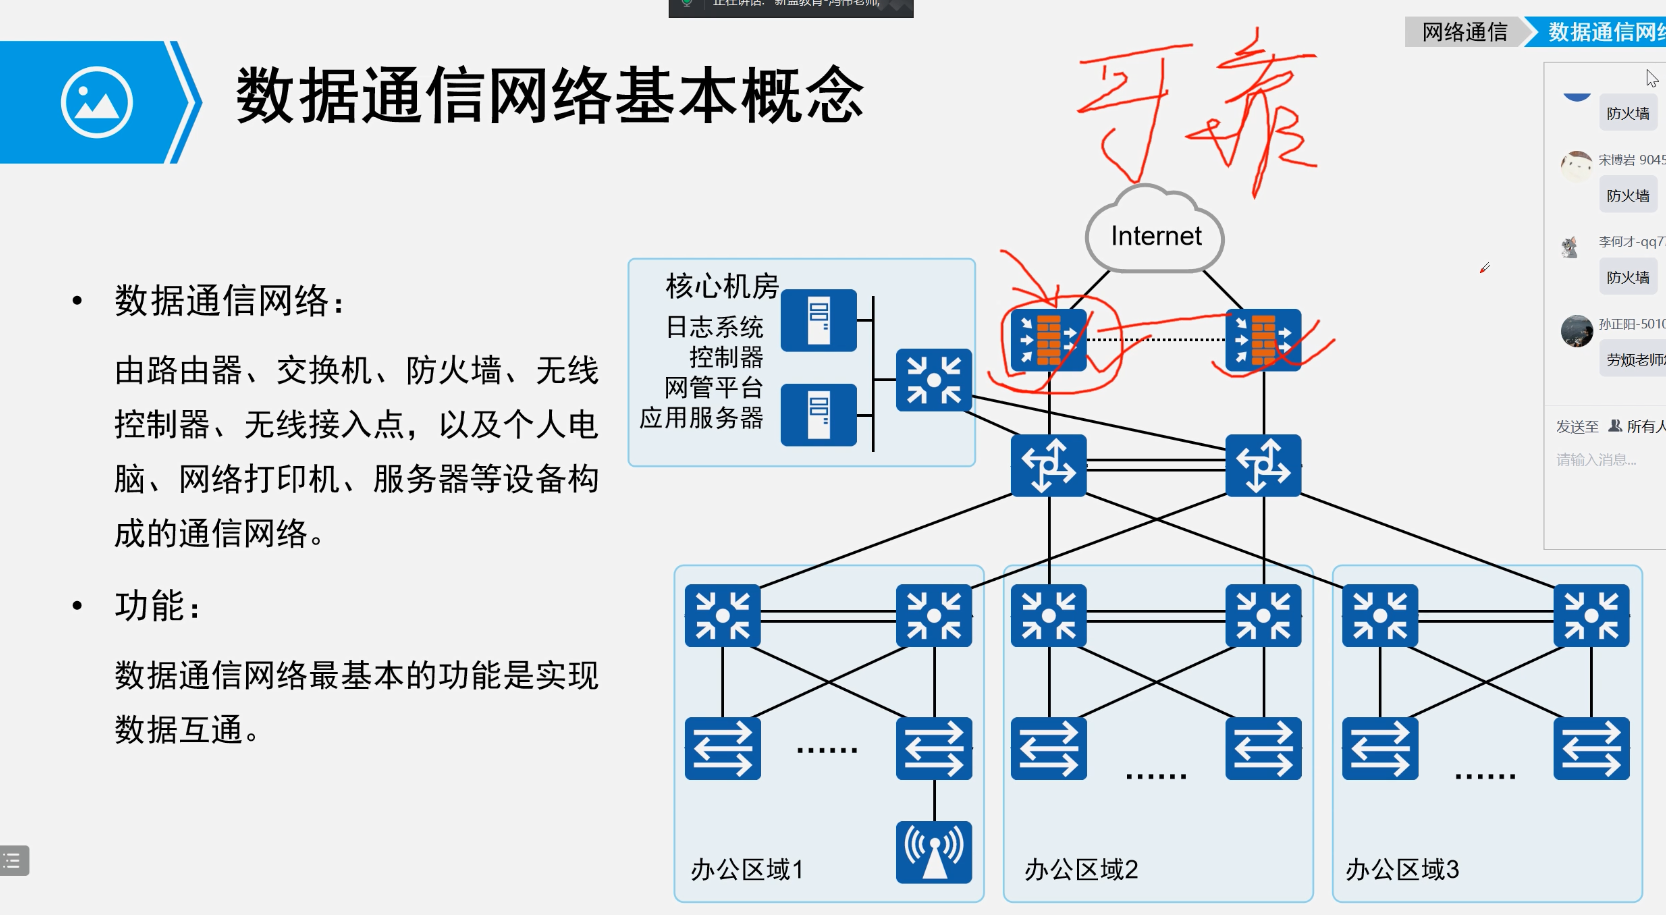 正在讲话: 新盟教育-鸿伟老师;
网络通信
数据通信网络
数据通信网络基本概念
可靠
防火墙
宋博岩 9045
防火墙
李何才-qq7
防火墙
孙正阳-5010
劳烦老师
发送至 所有人
请输入消息...
• 数据通信网络：
由路由器、交换机、防火墙、无线
控制器、无线接入点，以及个人电
脑、网络打印机、服务器等设备构
成的通信网络。
• 功能：
数据通信网络最基本的功能是实现
数据互通。
Internet
核心机房
日志系统
控制器
网管平台
应用服务器
......
......
......
办公区域1
办公区域2
办公区域3